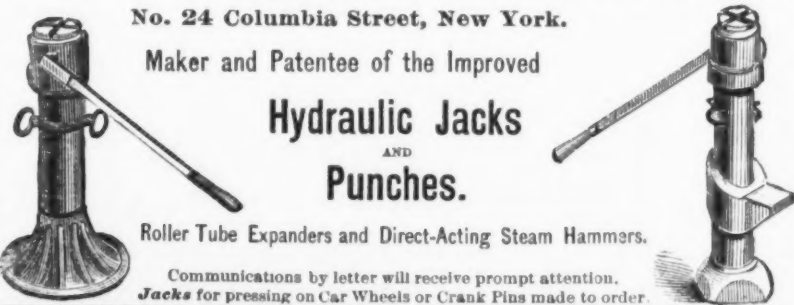 No. 24 Columbia Street, New York.
Maker and Patentee of the Improved
Hydraulic Jacks
AND
Punches.
Roller Tube Expanders and Direct-Acting Steam Hammers.
Communications by letter will receive prompt attention.
Jacks for pressing on Car Wheels or Crank Pins made to order.